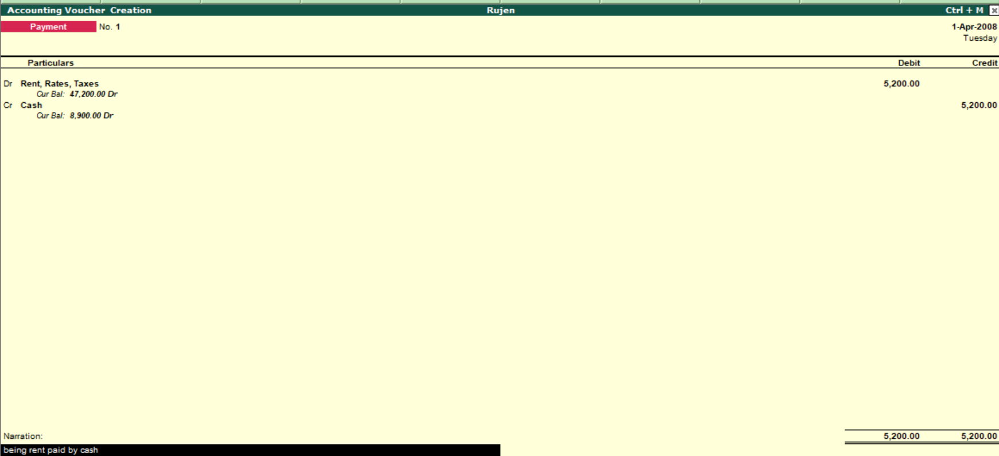 Accounting Voucher Creation Rujen Ctrl + M
Payment No. 1 1-Apr-2008
Tuesday
Particulars Debit Credit
Dr Rent, Rates, Taxes 5,200.00
Cur Bal: 47,200.00 Dr
Cr Cash 5,200.00
Cur Bal: 8,900.00 Dr
Narration: 5,200.00 5,200.00
being rent paid by cash